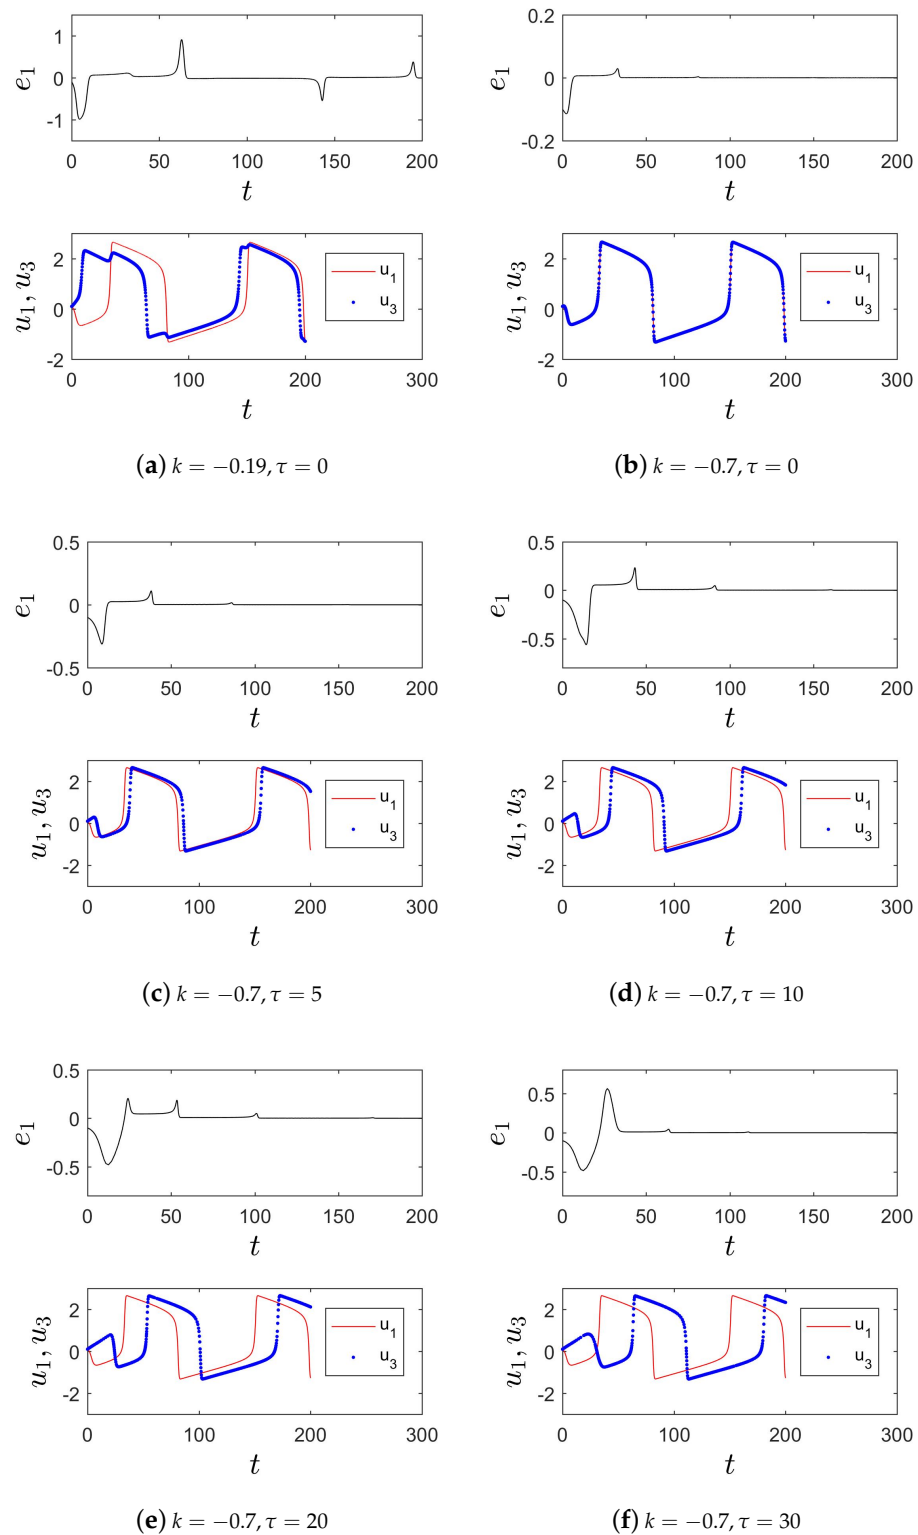 1
0
-1
e₁
0 50 100 150 200
t
0.2
0
-0.2
e₁
0 50 100 150 200
t
2
0
-2
u₁, u₃
u₁
u₃
0 100 200 300
t
2
0
-2
u₁, u₃
u₁
u₃
0 100 200 300
t
(a) k = −0.19, τ = 0
(b) k = −0.7, τ = 0
0.5
0
-0.5
e₁
0 50 100 150 200
t
0.5
0
-0.5
e₁
0 50 100 150 200
t
2
0
-2
u₁, u₃
u₁
u₃
0 100 200 300
t
2
0
-2
u₁, u₃
u₁
u₃
0 100 200 300
t
(c) k = −0.7, τ = 5
(d) k = −0.7, τ = 10
0.5
0
-0.5
e₁
0 50 100 150 200
t
0.5
0
-0.5
e₁
0 50 100 150 200
t
2
0
-2
u₁, u₃
u₁
u₃
0 100 200 300
t
2
0
-2
u₁, u₃
u₁
u₃
0 100 200 300
t
(e) k = −0.7, τ = 20
(f) k = −0.7, τ = 30